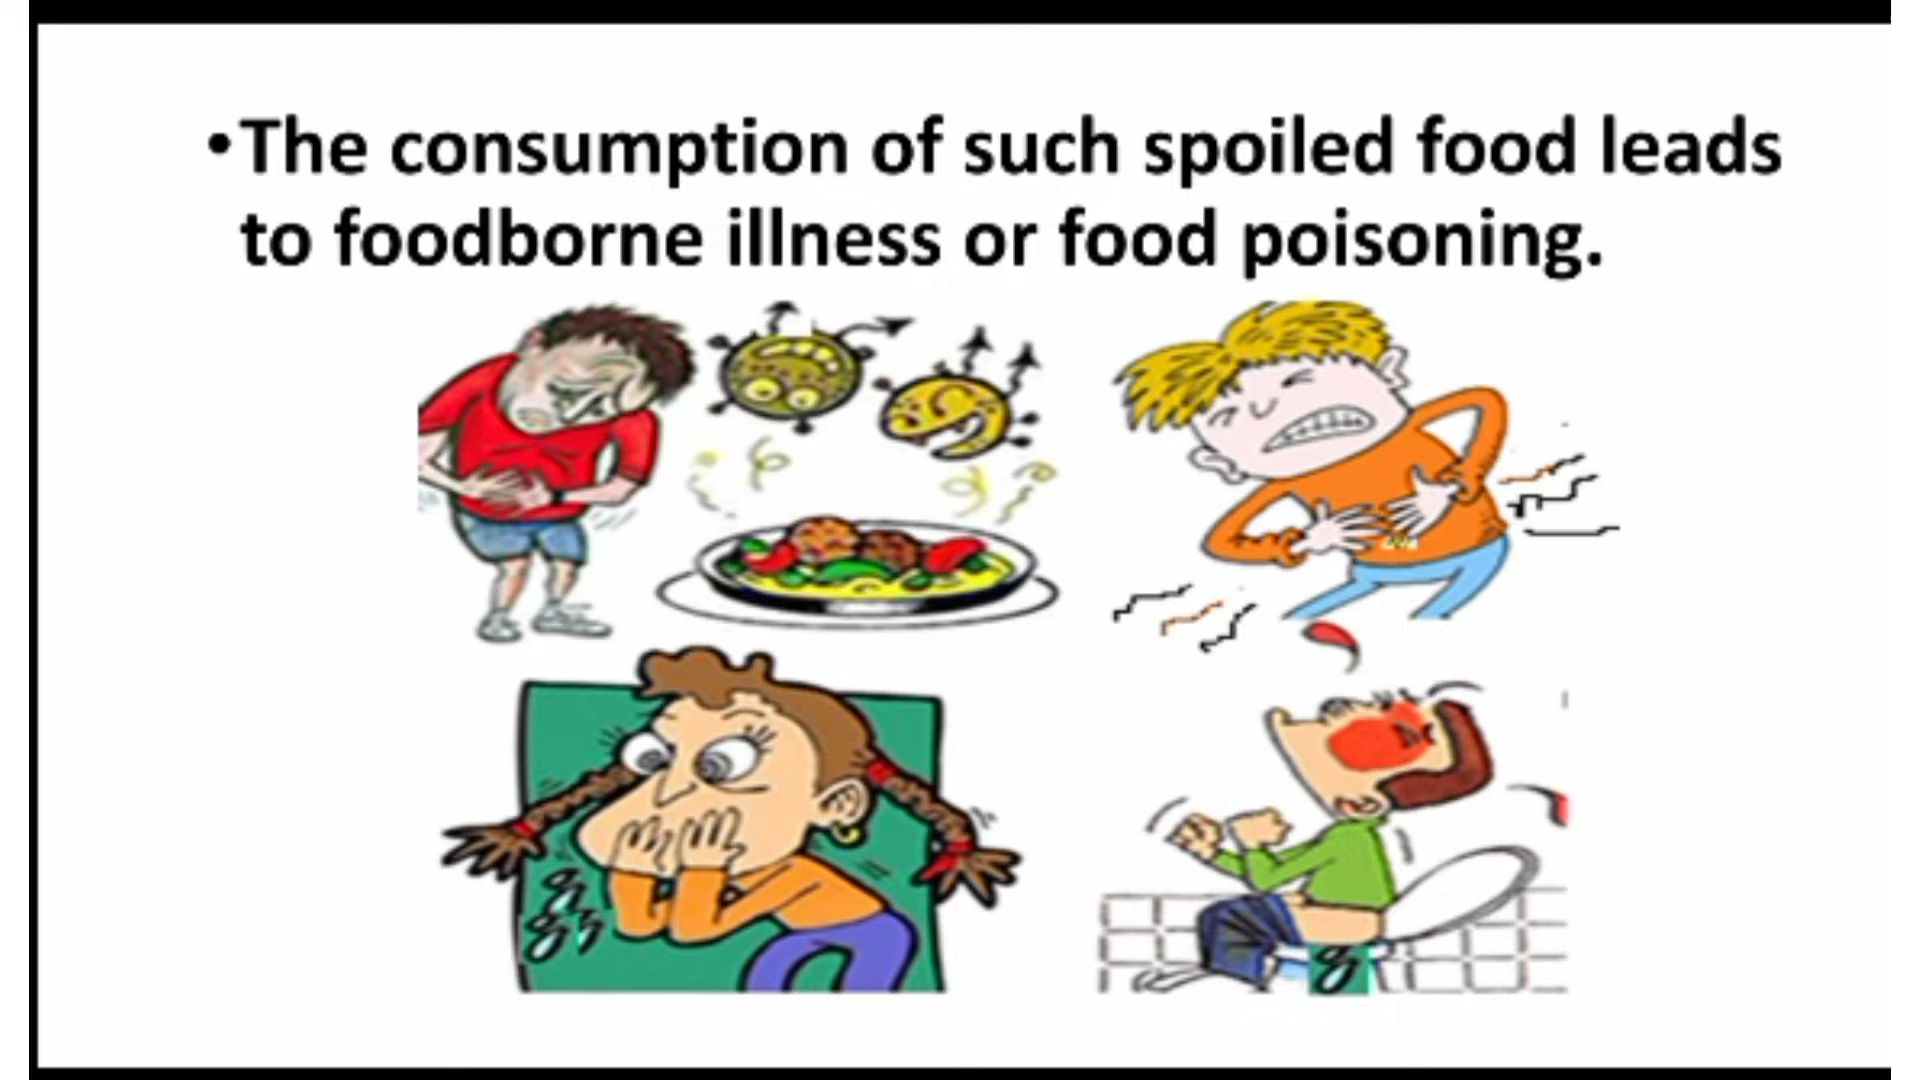 •The consumption of such spoiled food leads
to foodborne illness or food poisoning.